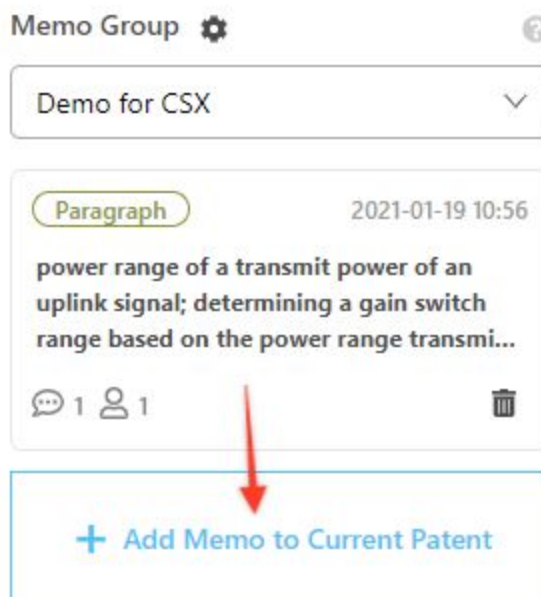 Memo Group
Demo for CSX
Paragraph 2021-01-19 10:56
power range of a transmit power of an
uplink signal; determining a gain switch
range based on the power range transmi...
1 1
+ Add Memo to Current Patent